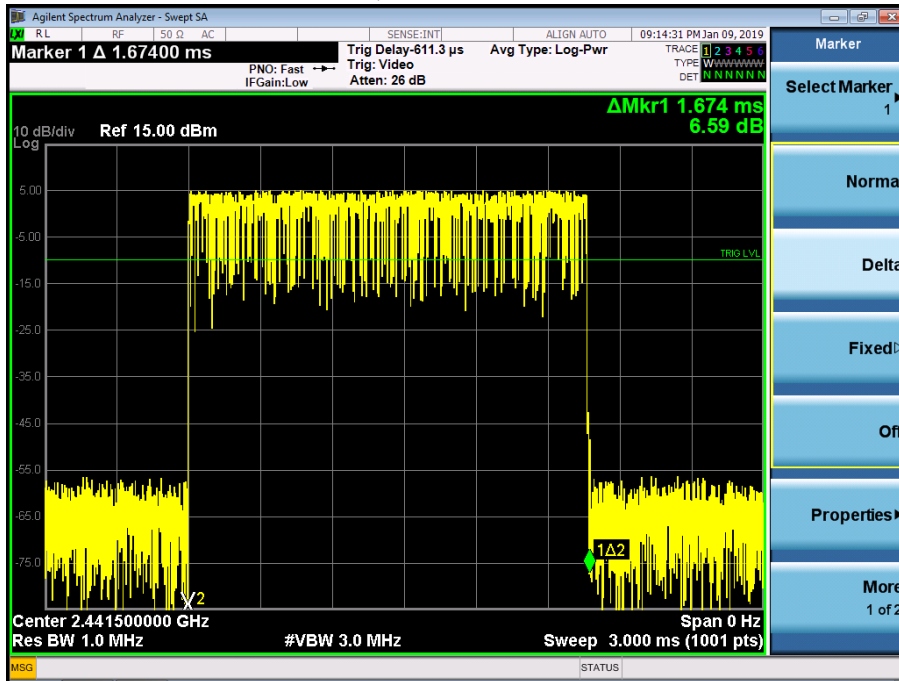 Agilent Spectrum Analyzer - Swept SA
LXI RL RF 50 Ω AC SENSE:INT ALIGN AUTO 09:14:31 PM Jan 09, 2019
Marker 1 Δ 1.67400 ms
PNO: Fast
IFGain:Low
Trig Delay-611.3 µs
Trig: Video
Atten: 26 dB
Avg Type: Log-Pwr
TRACE 1 2 3 4 5 6
TYPE WWWWWW
DET N N N N N N
ΔMkr1 1.674 ms
6.59 dB
10 dB/div
Log
Ref 15.00 dBm
5.00
-5.00
-15.0
-25.0
-35.0
-45.0
-55.0
-65.0
-75.0
TRIG LVL
1Δ2
2
Center 2.441500000 GHz
Span 0 Hz
Res BW 1.0 MHz
#VBW 3.0 MHz
Sweep 3.000 ms (1001 pts)
MSG
STATUS
Marker
Select Marker
1
Norma
Delta
Fixed
Off
Properties
More
1 of 2